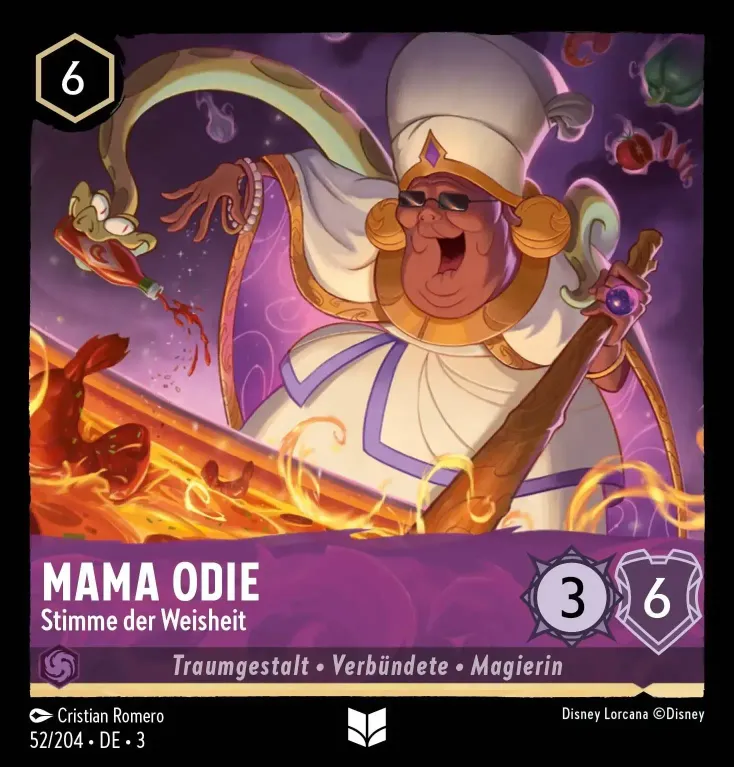 6
MAMA ODIE
Stimme der Weisheit
3
6
Traumgestalt • Verbündete • Magierin
Cristian Romero
Disney Lorcana ©Disney
52/204 • DE • 3